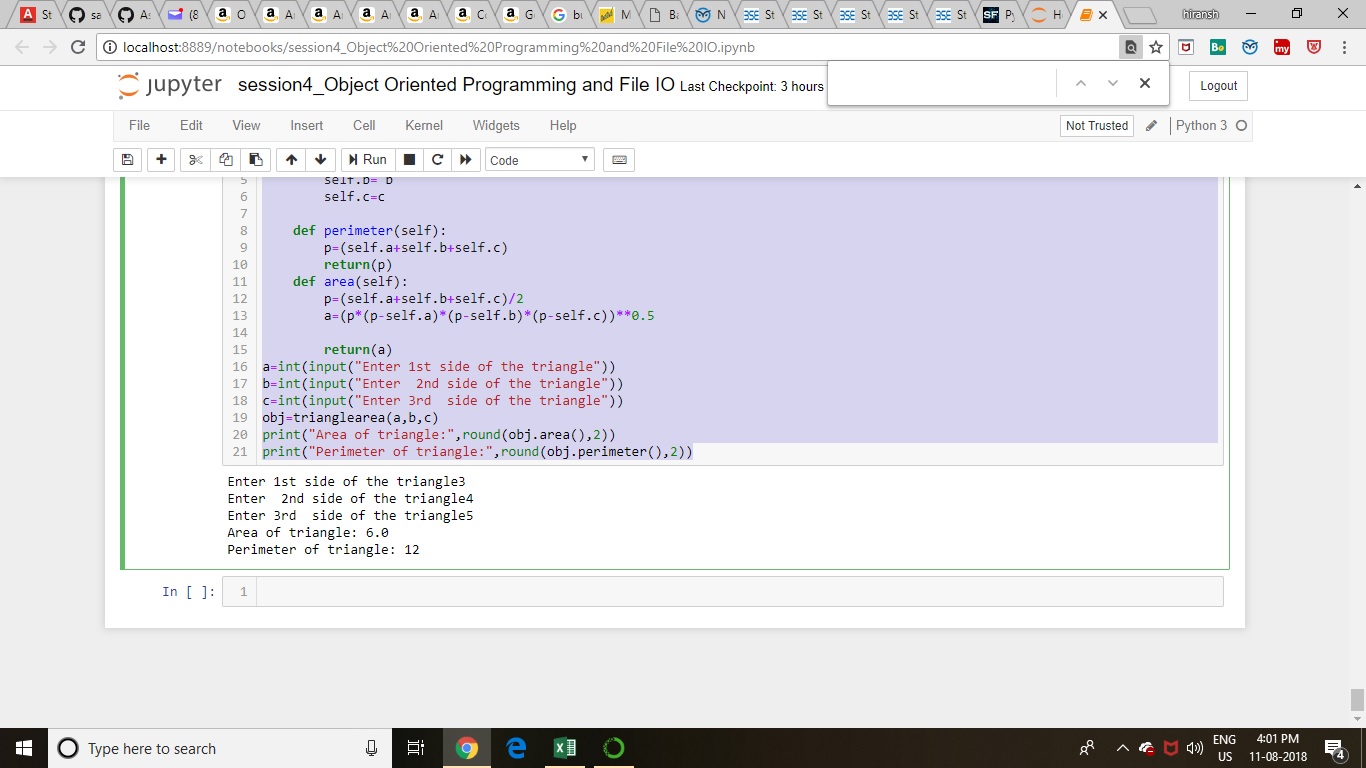 St sa As (8 O A A A A Co A G b M B N St St St St St Py H hiransh
localhost:8889/notebooks/session4_Object%20Oriented%20Programming%20and%20File%20IO.ipynb
jupyter session4_Object Oriented Programming and File IO Last Checkpoint: 3 hours Logout
File Edit View Insert Cell Kernel Widgets Help Not Trusted Python 3
Run Code
5 self.b= b
6 self.c=c
7
8 def perimeter(self):
9 p=(self.a+self.b+self.c)
10 return(p)
11 def area(self):
12 p=(self.a+self.b+self.c)/2
13 a=(p*(p-self.a)*(p-self.b)*(p-self.c))**0.5
14
15 return(a)
16 a=int(input("Enter 1st side of the triangle"))
17 b=int(input("Enter  2nd side of the triangle"))
18 c=int(input("Enter 3rd  side of the triangle"))
19 obj=trianglearea(a,b,c)
20 print("Area of triangle:",round(obj.area(),2))
21 print("Perimeter of triangle:",round(obj.perimeter(),2))
Enter 1st side of the triangle3
Enter  2nd side of the triangle4
Enter 3rd  side of the triangle5
Area of triangle: 6.0
Perimeter of triangle: 12
In [ ]: 1
Type here to search
ENG
US
4:01 PM
11-08-2018
4